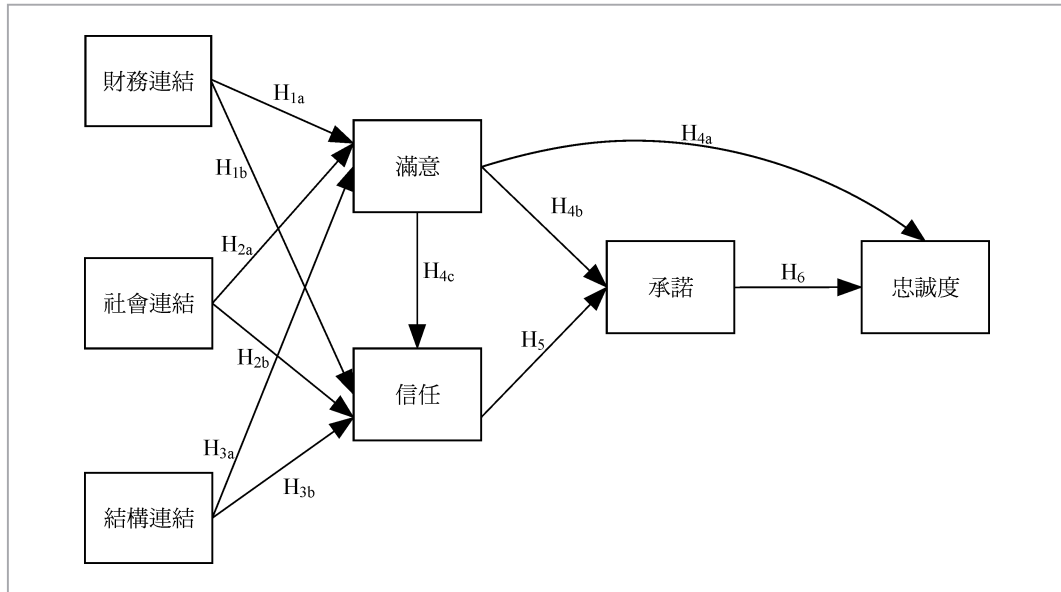 財務連結
H1a
滿意
H4a
H1b
H4b
H2a
社會連結
H4c
承諾
H6
忠誠度
H2b
信任
H5
H3a
H3b
結構連結